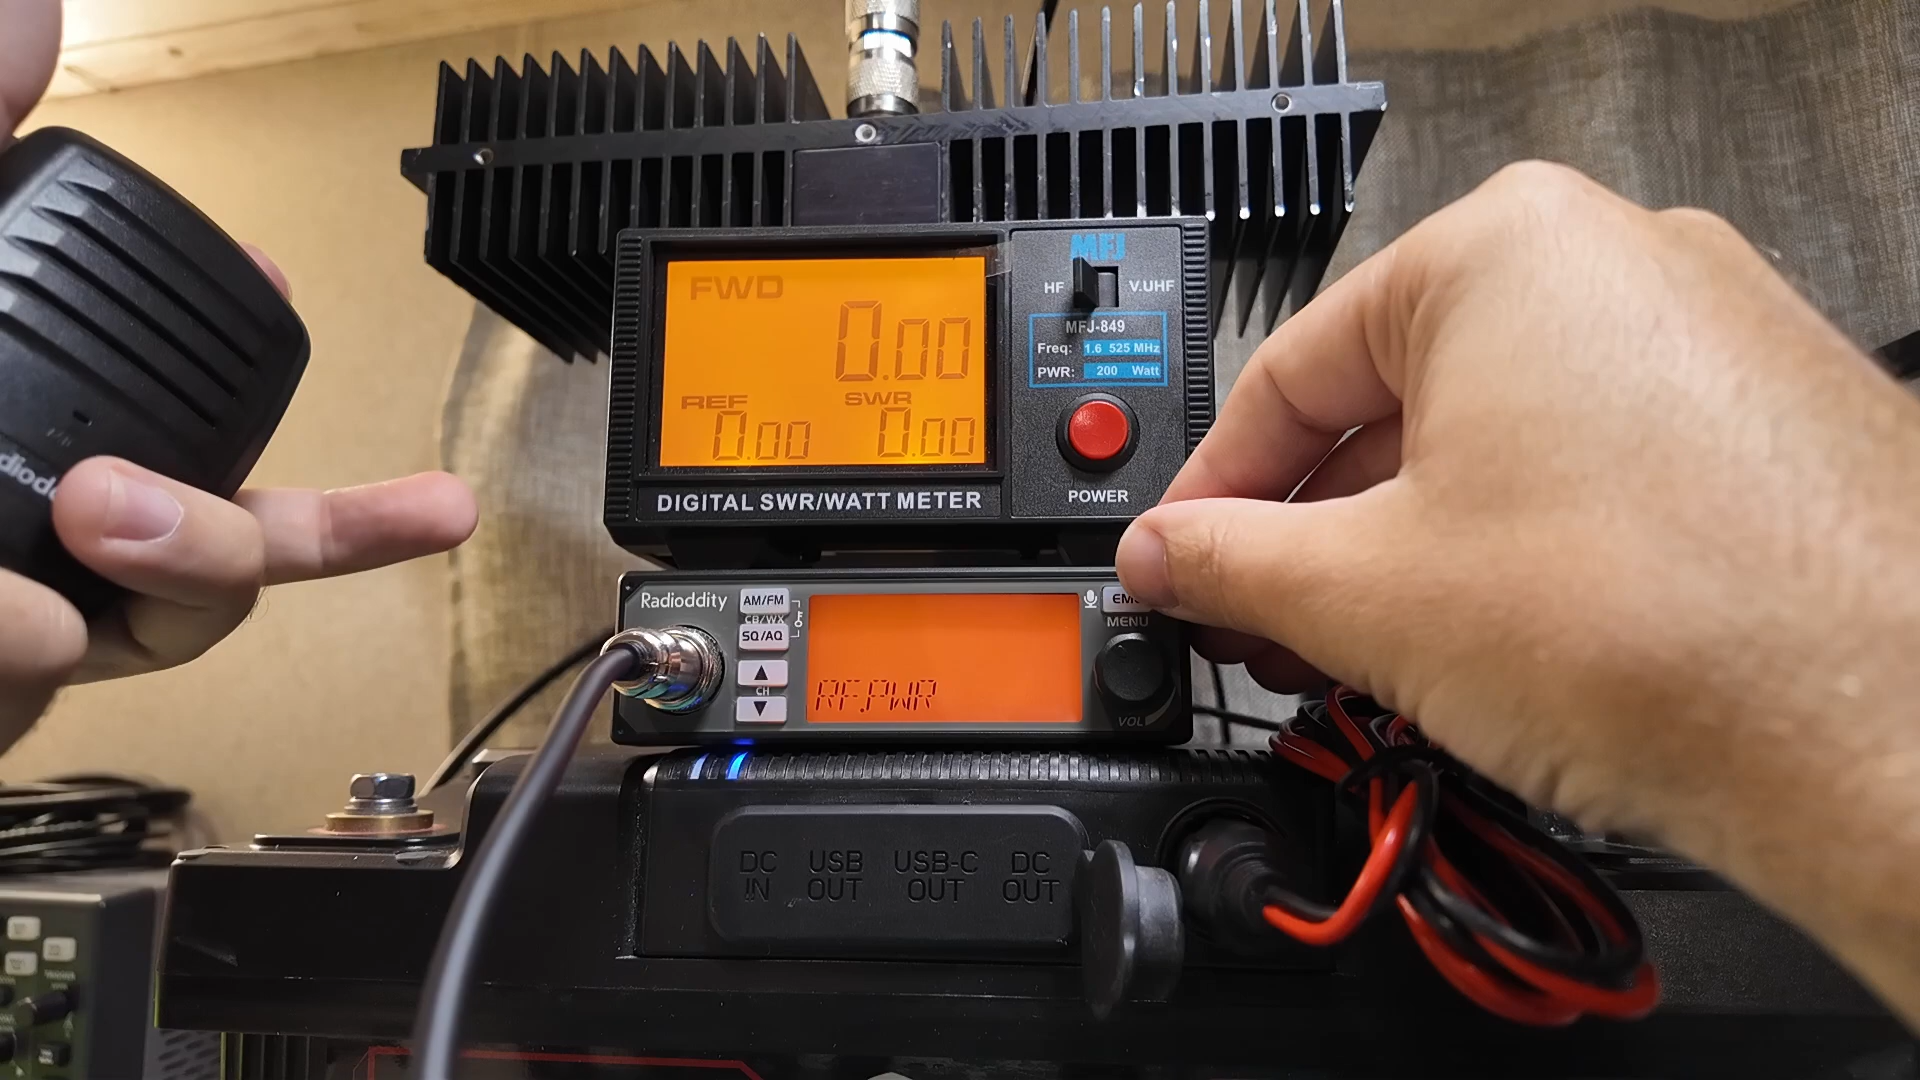 MFJ
FWD
0.00
HF
V.UHF
MFJ-849
Freq: 1.6 525 MHz
PWR: 200 Watt
REF
0.00
SWR
0.00
POWER
DIGITAL SWR/WATT METER
Radioddity
AM/FM
CB/WX
SQ/AQ
CH
RF.PWR
MENU
VOL
DC IN
USB OUT
USB-C OUT
DC OUT